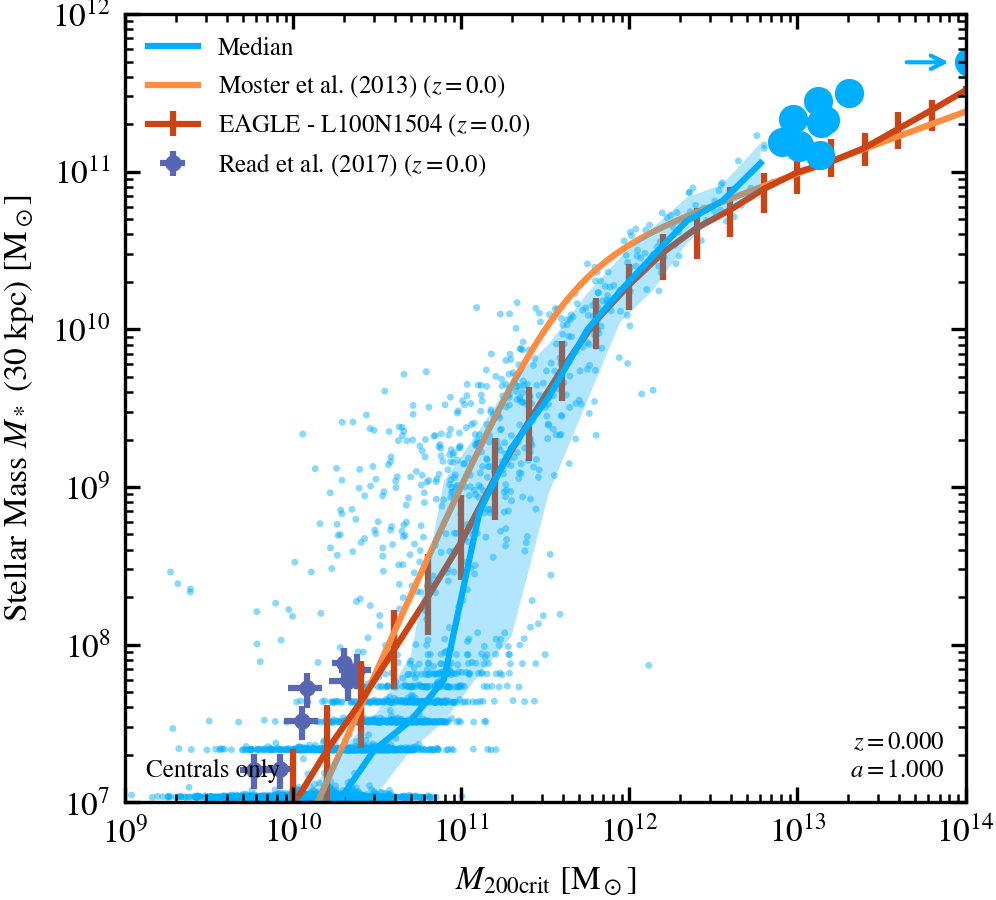 Median
Moster et al. (2013) (z = 0.0)
EAGLE - L100N1504 (z = 0.0)
Read et al. (2017) (z = 0.0)
Stellar Mass M* (30 kpc) [M⊙]
10¹²
10¹¹
10¹⁰
10⁹
10⁸
10⁷
Centrals only
z = 0.000
a = 1.000
10⁹ 10¹⁰ 10¹¹ 10¹² 10¹³ 10¹⁴
M200crit [M⊙]